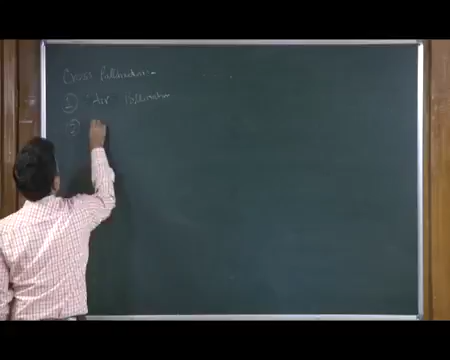 Cross Pollination:-
① Air Pollination
②